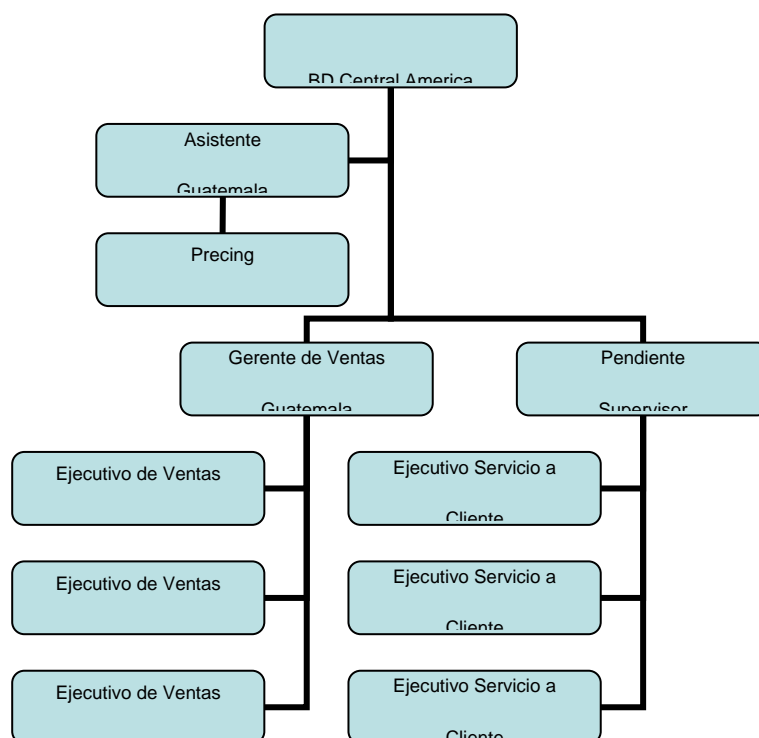 BD Central America
Asistente
Guatemala
Precing
Gerente de Ventas
Guatemala
Pendiente
Supervisor
Ejecutivo de Ventas
Ejecutivo Servicio a
Cliente
Ejecutivo de Ventas
Ejecutivo Servicio a
Cliente
Ejecutivo de Ventas
Ejecutivo Servicio a
Cliente